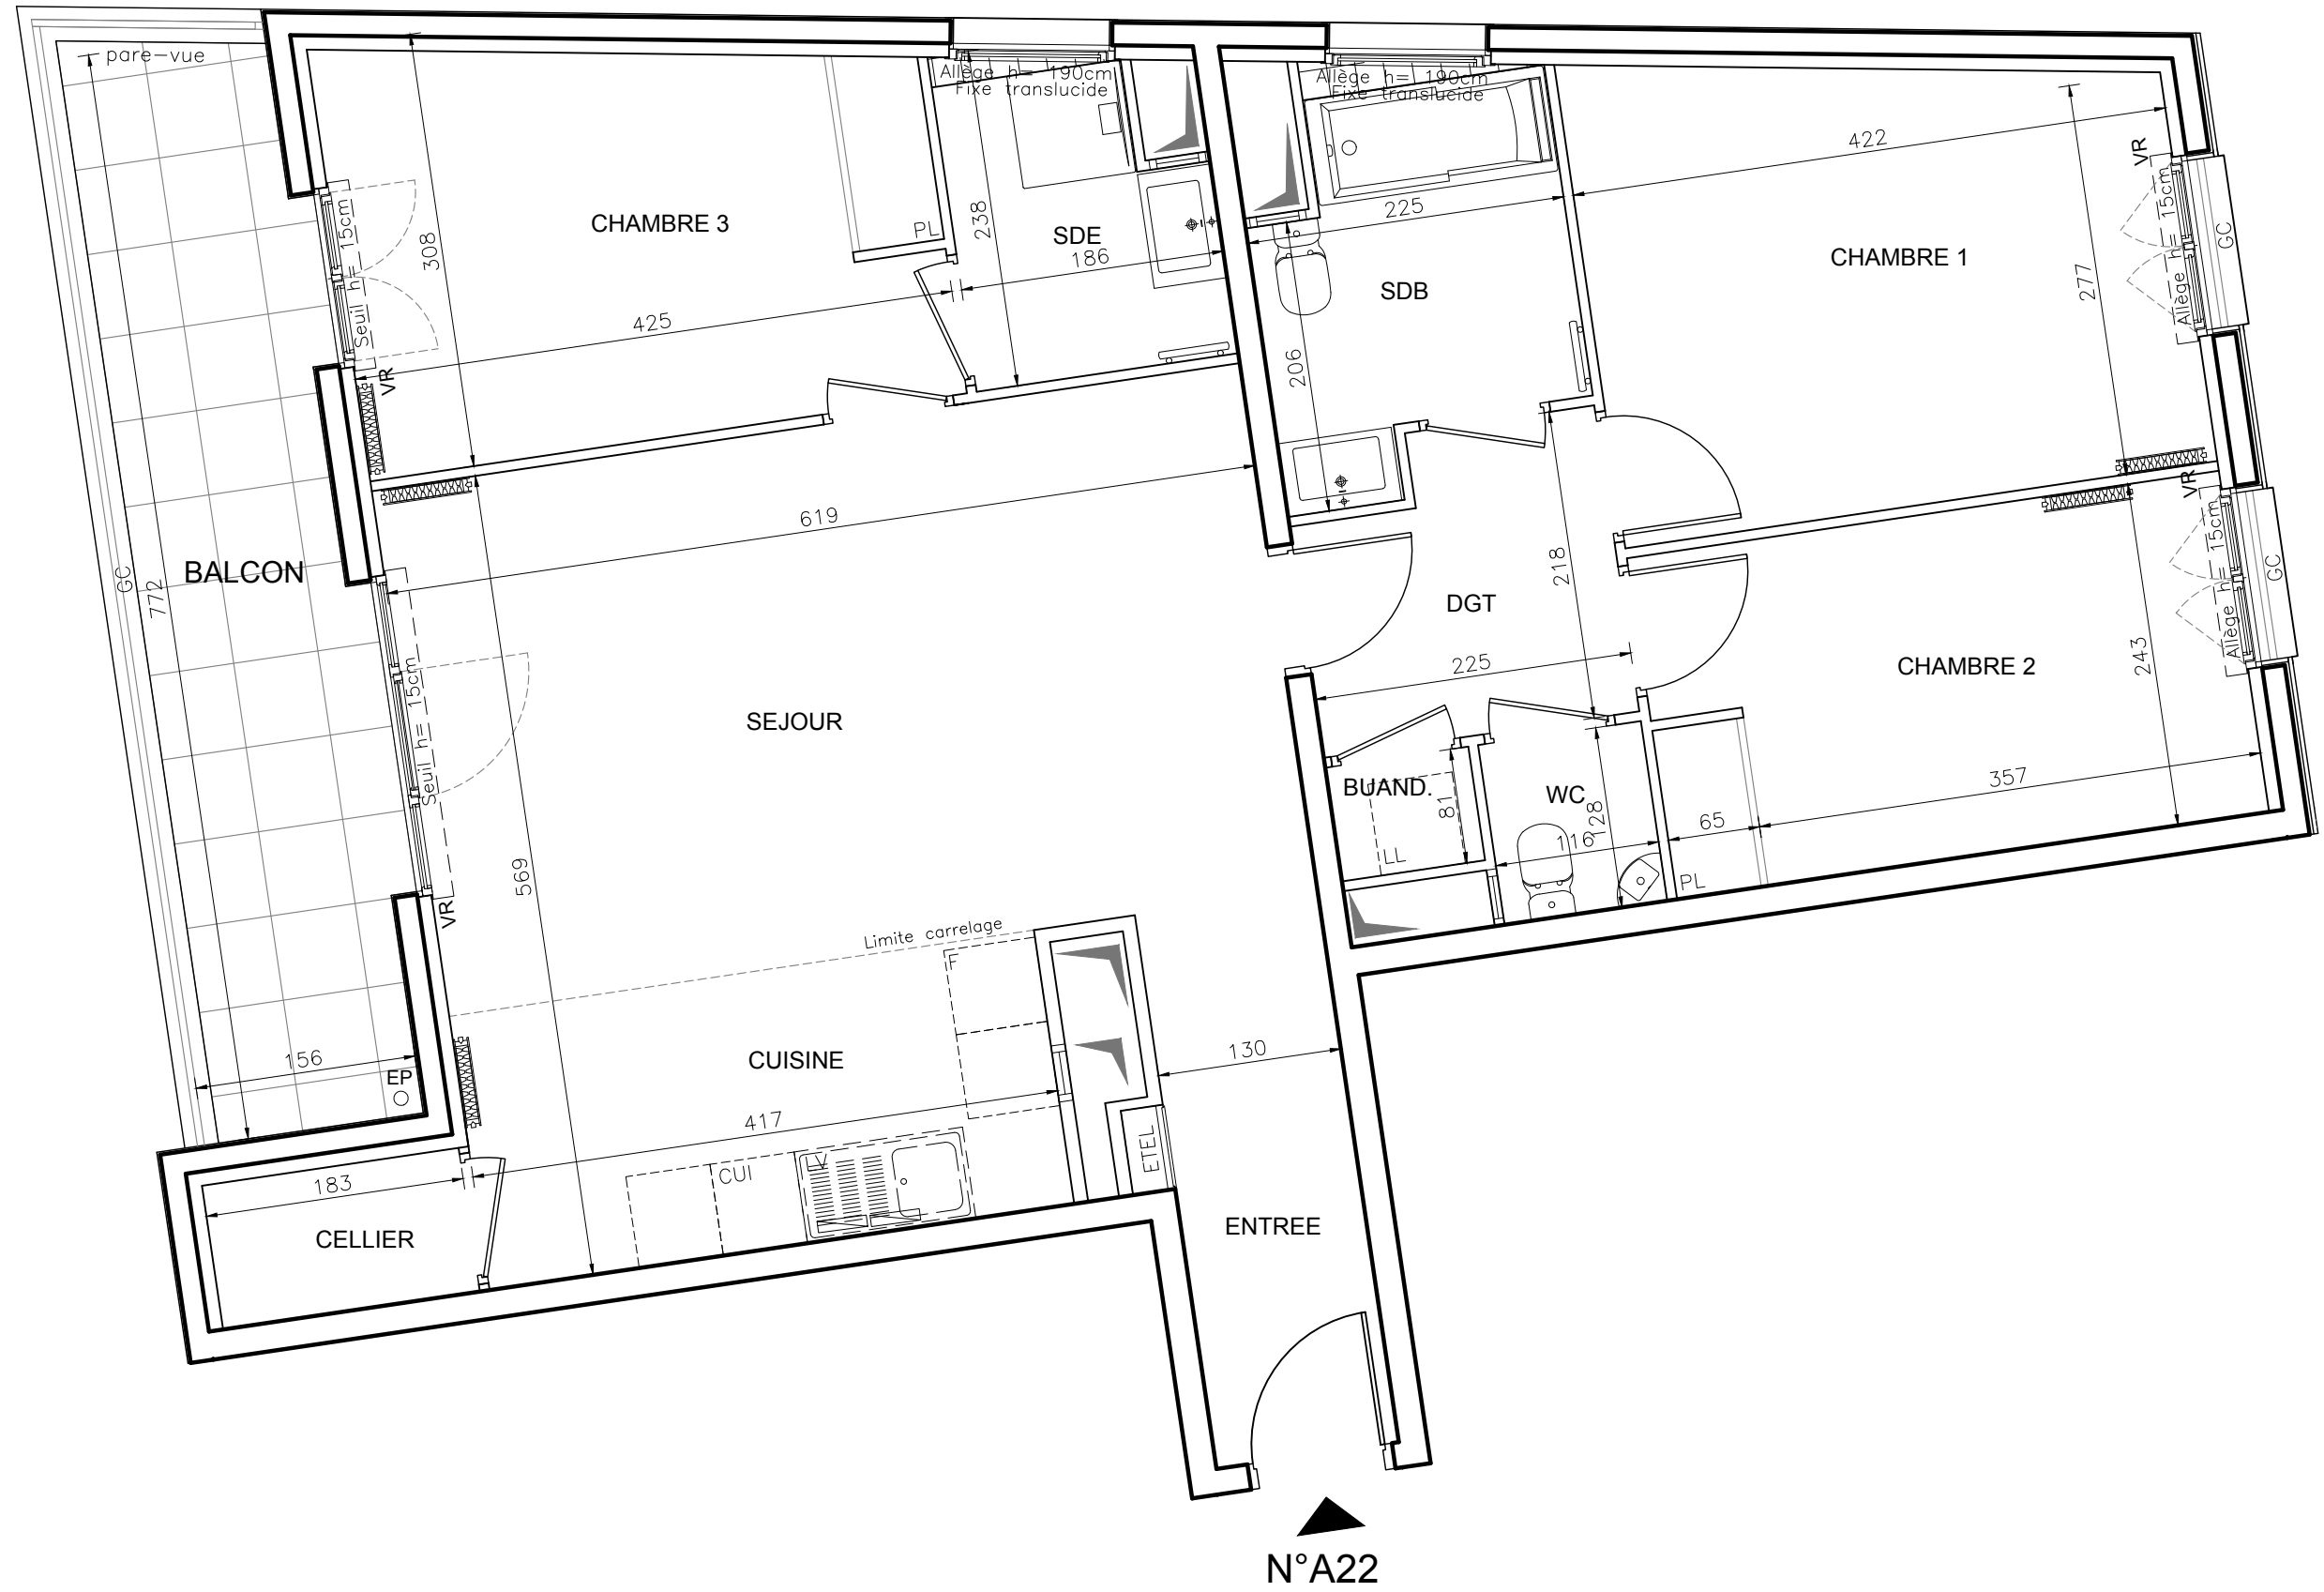 pare-vue
Allège h= 190cm
Fixe translucide
Allège h= 190cm
Fixe translucide
422
VR
Allège h= 15cm
GC
CHAMBRE 3
PL
238
SDE
186
225
SDB
CHAMBRE 1
277
308
Seuil h= 15cm
VR
425
206
619
VR
Allège h= 15cm
GC
BALCON
GC
772
218
DGT
225
CHAMBRE 2
243
Seuil h= 15cm
SEJOUR
BUAND.
81
LL
WC
128
116
65
357
PL
569
VR
Limite carrelage
F
CUISINE
130
156
EP
417
ETEL
CUI
LV
183
CELLIER
ENTREE
N°A22